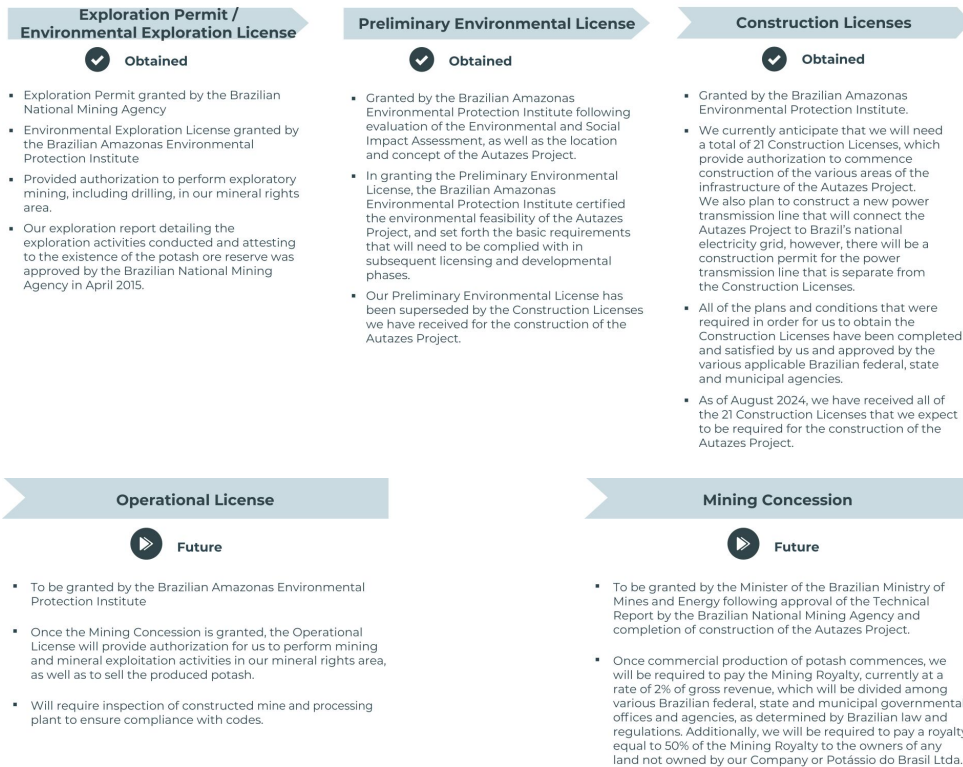 Exploration Permit /
Environmental Exploration License
Obtained
▪ Exploration Permit granted by the Brazilian
National Mining Agency
▪ Environmental Exploration License granted by
the Brazilian Amazonas Environmental
Protection Institute
▪ Provided authorization to perform exploratory
mining, including drilling, in our mineral rights
area.
▪ Our exploration report detailing the
exploration activities conducted and attesting
to the existence of the potash ore reserve was
approved by the Brazilian National Mining
Agency in April 2015.
Preliminary Environmental License
Obtained
▪ Granted by the Brazilian Amazonas
Environmental Protection Institute following
evaluation of the Environmental and Social
Impact Assessment, as well as the location
and concept of the Autazes Project.
▪ In granting the Preliminary Environmental
License, the Brazilian Amazonas
Environmental Protection Institute certified
the environmental feasibility of the Autazes
Project, and set forth the basic requirements
that will need to be complied with in
subsequent licensing and developmental
phases.
▪ Our Preliminary Environmental License has
been superseded by the Construction Licenses
we have received for the construction of the
Autazes Project.
Construction Licenses
Obtained
▪ Granted by the Brazilian Amazonas
Environmental Protection Institute.
▪ We currently anticipate that we will need
a total of 21 Construction Licenses, which
provide authorization to commence
construction of the various areas of the
infrastructure of the Autazes Project.
We also plan to construct a new power
transmission line that will connect the
Autazes Project to Brazil's national
electricity grid, however, there will be a
construction permit for the power
transmission line that is separate from
the Construction Licenses.
▪ All of the plans and conditions that were
required in order for us to obtain the
Construction Licenses have been completed
and satisfied by us and approved by the
various applicable Brazilian federal, state
and municipal agencies.
▪ As of August 2024, we have received all of
the 21 Construction Licenses that we expect
to be required for the construction of the
Autazes Project.
Operational License
Future
▪ To be granted by the Brazilian Amazonas Environmental
Protection Institute
▪ Once the Mining Concession is granted, the Operational
License will provide authorization for us to perform mining
and mineral exploitation activities in our mineral rights area,
as well as to sell the produced potash.
▪ Will require inspection of constructed mine and processing
plant to ensure compliance with codes.
Mining Concession
Future
▪ To be granted by the Minister of the Brazilian Ministry of
Mines and Energy following approval of the Technical
Report by the Brazilian National Mining Agency and
completion of construction of the Autazes Project.
▪ Once commercial production of potash commences, we
will be required to pay the Mining Royalty, currently at a
rate of 2% of gross revenue, which will be divided among
various Brazilian federal, state and municipal governmental
offices and agencies, as determined by Brazilian law and
regulations. Additionally, we will be required to pay a royalty
equal to 50% of the Mining Royalty to the owners of any
land not owned by our Company or Potássio do Brasil Ltda.